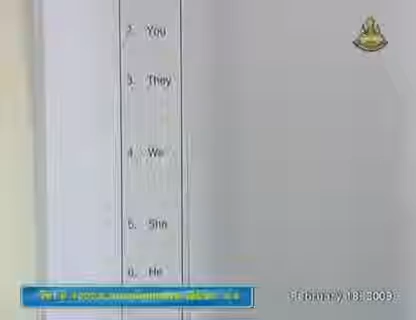 2. You
3. They
4. We
5. She
6. He
February 18, 2009